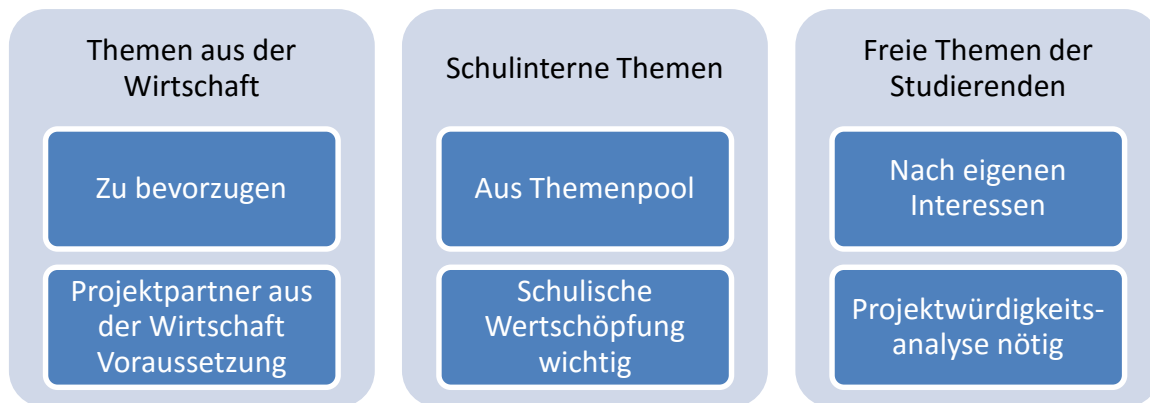 Themen aus der
Wirtschaft
Zu bevorzugen
Projektpartner aus
der Wirtschaft
Voraussetzung
Schulinterne Themen
Aus Themenpool
Schulische
Wertschöpfung
wichtig
Freie Themen der
Studierenden
Nach eigenen
Interessen
Projektwürdigkeits-
analyse nötig